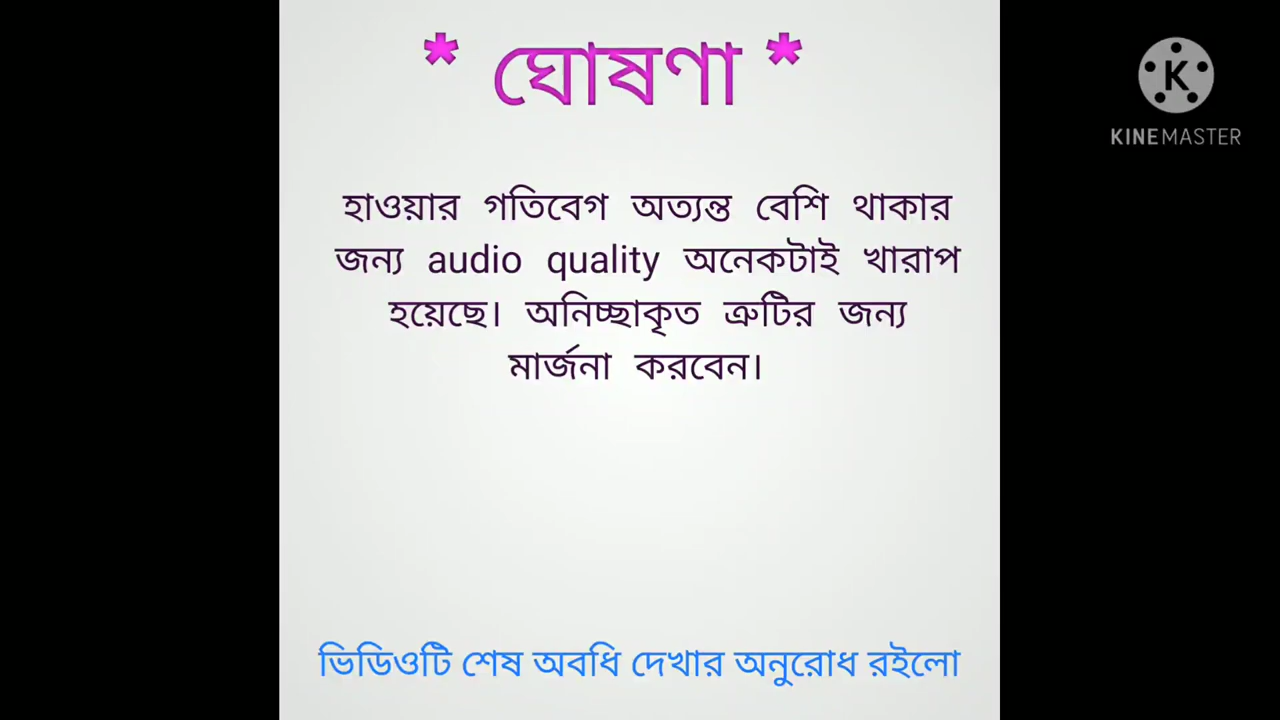 * ঘোষণা *
KINEMASTER
হাওয়ার গতিবেগ অত্যন্ত বেশি থাকার
জন্য audio quality অনেকটাই খারাপ
হয়েছে। অনিচ্ছাকৃত ত্রুটির জন্য
মার্জনা করবেন।
ভিডিওটি শেষ অবধি দেখার অনুরোধ রইলো